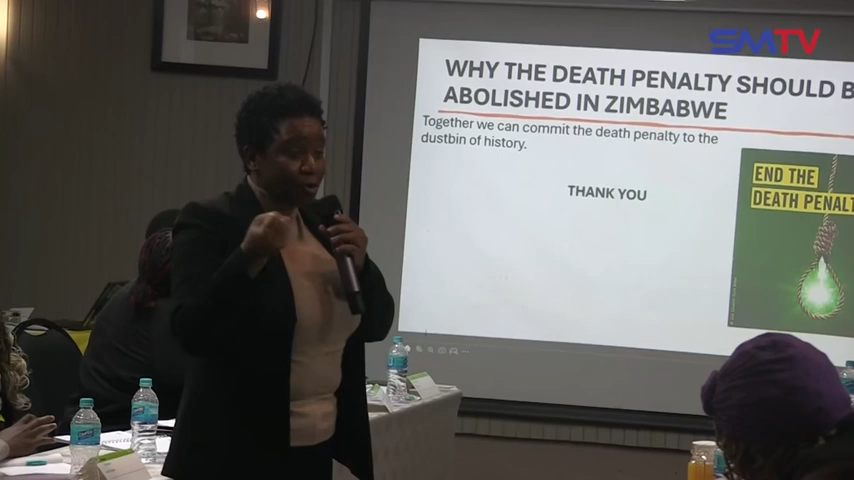 SMTV
WHY THE DEATH PENALTY SHOULD B
ABOLISHED IN ZIMBABWE
Together we can commit the death penalty to the
dustbin of history.
THANK YOU
END THE
DEATH PENALT